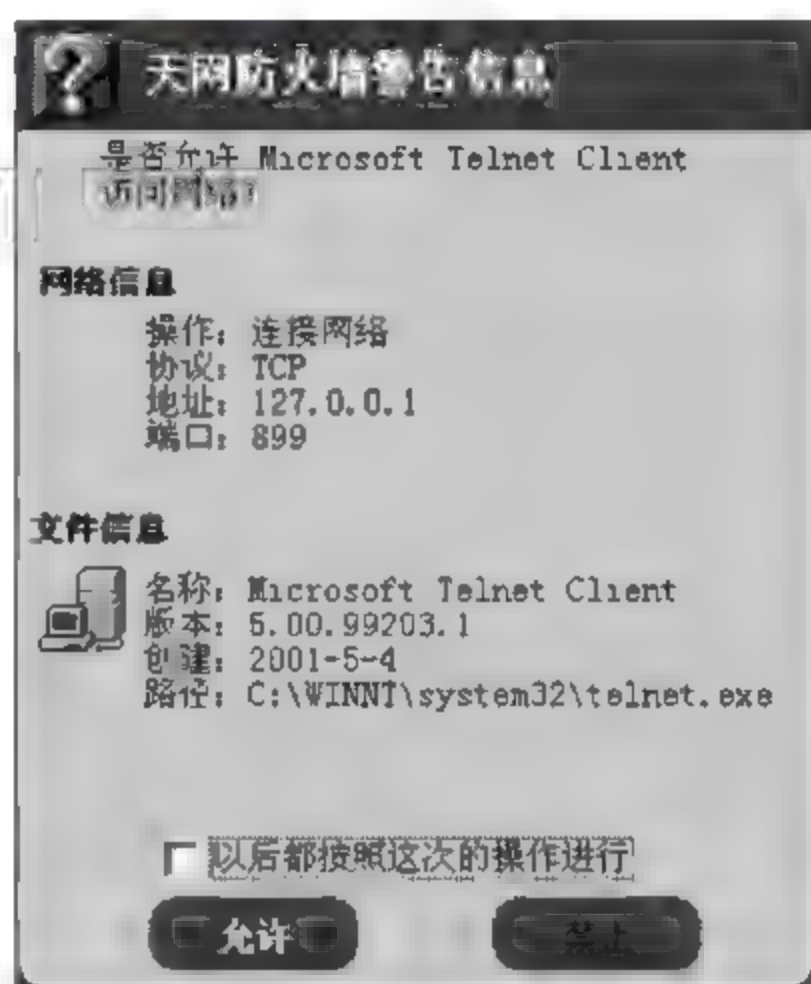 天网防火墙警告信息
是否允许 Microsoft Telnet Client
访问网络?
网络信息
操作: 连接网络
协议: TCP
地址: 127.0.0.1
端口: 899
文件信息
名称: Microsoft Telnet Client
版本: 5.00.99203.1
创建: 2001-5-4
路径: C:\WINNT\system32\telnet.exe
以后都按照这次的操作进行
允许
禁止